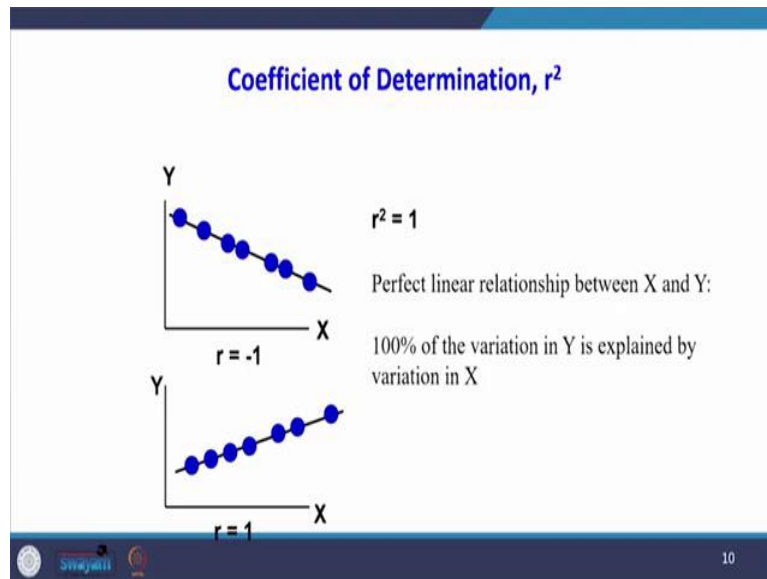 Coefficient of Determination, r²
Y
X
r = -1
Y
X
r = 1
r² = 1
Perfect linear relationship between X and Y:
100% of the variation in Y is explained by
variation in X
swayam
10